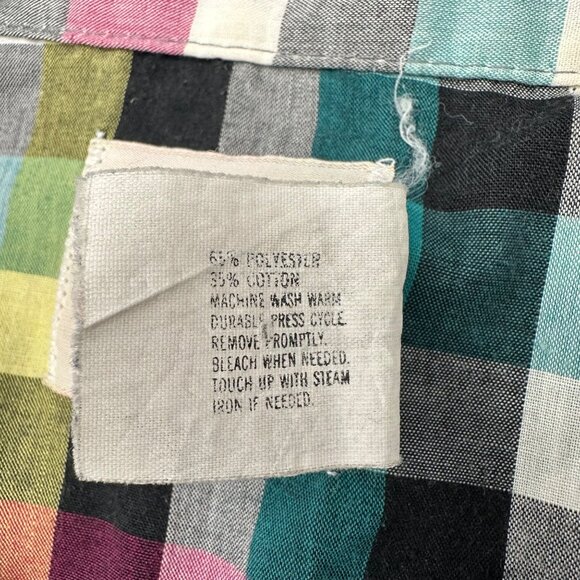 65% POLYESTER
35% COTTON
MACHINE WASH WARM
DURABLE PRESS CYCLE.
REMOVE PROMPTLY.
BLEACH WHEN NEEDED.
TOUCH UP WITH STEAM
IRON IF NEEDED.